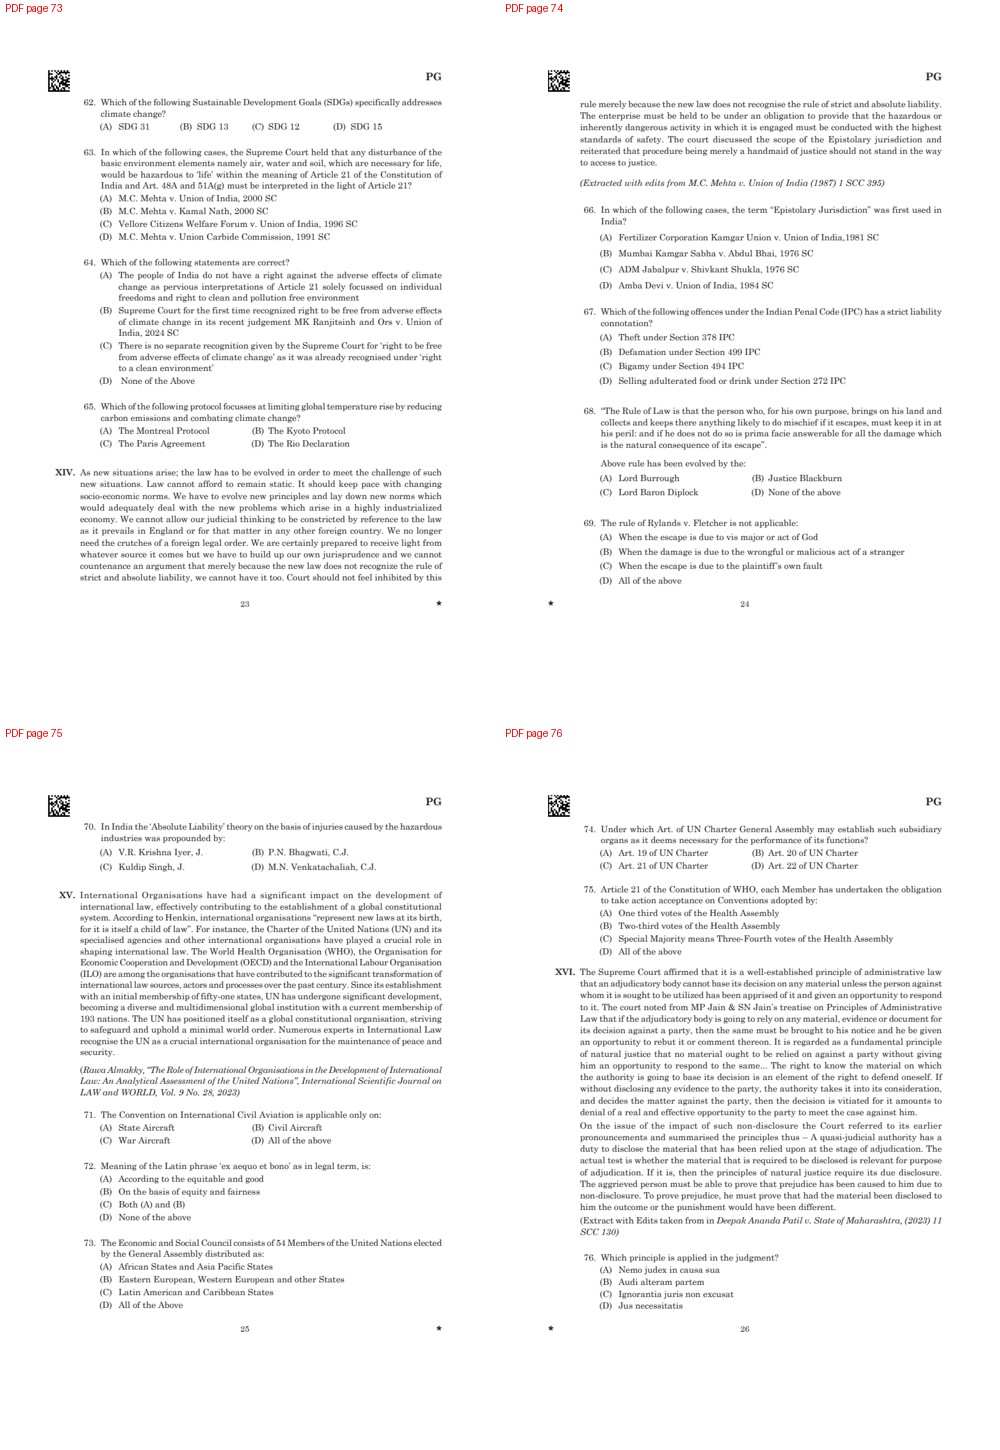 PDF page 73
PG
62. Which of the following Sustainable Development Goals (SDGs) specifically addresses
climate change?
(A) SDG 31 (B) SDG 13 (C) SDG 12 (D) SDG 15
63. In which of the following cases, the Supreme Court held that any disturbance of the
basic environment elements namely air, water and soil, which are necessary for life,
would be hazardous to 'life' within the meaning of Article 21 of the Constitution of
India and Art. 48A and 51A(g) must be interpreted in the light of Article 21?
(A) M.C. Mehta v. Union of India, 2000 SC
(B) M.C. Mehta v. Kamal Nath, 2000 SC
(C) Vellore Citizens Welfare Forum v. Union of India, 1996 SC
(D) M.C. Mehta v. Union Carbide Commission, 1991 SC
64. Which of the following statements are correct?
(A) The people of India do not have a right against the adverse effects of climate
change as pervious interpretations of Article 21 solely focussed on individual
freedoms and right to clean and pollution free environment
(B) Supreme Court for the first time recognized right to be free from adverse effects
of climate change in its recent judgement MK Ranjitsinh and Ors v. Union of
India, 2024 SC
(C) There is no separate recognition given by the Supreme Court for 'right to be free
from adverse effects of climate change' as it was already recognised under 'right
to a clean environment'
(D) None of the Above
65. Which of the following protocol focusses at limiting global temperature rise by reducing
carbon emissions and combating climate change?
(A) The Montreal Protocol (B) The Kyoto Protocol
(C) The Paris Agreement (D) The Rio Declaration
XIV. As new situations arise; the law has to be evolved in order to meet the challenge of such
new situations. Law cannot afford to remain static. It should keep pace with changing
socio-economic norms. We have to evolve new principles and lay down new norms which
would adequately deal with the new problems which arise in a highly industrialized
economy. We cannot allow our judicial thinking to be constricted by reference to the law
as it prevails in England or for that matter in any other foreign country. We no longer
need the crutches of a foreign legal order. We are certainly prepared to receive light from
whatever source it comes but we have to build up our own jurisprudence and we cannot
countenance an argument that merely because the new law does not recognize the rule of
strict and absolute liability, we cannot have it too. Court should not feel inhibited by this
23 ★
PDF page 74
PG
rule merely because the new law does not recognise the rule of strict and absolute liability.
The enterprise must be held to be under an obligation to provide that the hazardous or
inherently dangerous activity in which it is engaged must be conducted with the highest
standards of safety. The court discussed the scope of the Epistolary jurisdiction and
reiterated that procedure being merely a handmaid of justice should not stand in the way
to access to justice.
(Extracted with edits from M.C. Mehta v. Union of India (1987) 1 SCC 395)
66. In which of the following cases, the term "Epistolary Jurisdiction" was first used in
India?
(A) Fertilizer Corporation Kamgar Union v. Union of India,1981 SC
(B) Mumbai Kamgar Sabha v. Abdul Bhai, 1976 SC
(C) ADM Jabalpur v. Shivkant Shukla, 1976 SC
(D) Amba Devi v. Union of India, 1984 SC
67. Which of the following offences under the Indian Penal Code (IPC) has a strict liability
connotation?
(A) Theft under Section 378 IPC
(B) Defamation under Section 499 IPC
(C) Bigamy under Section 494 IPC
(D) Selling adulterated food or drink under Section 272 IPC
68. "The Rule of Law is that the person who, for his own purpose, brings on his land and
collects and keeps there anything likely to do mischief if it escapes, must keep it in at
his peril: and if he does not do so is prima facie answerable for all the damage which
is the natural consequence of its escape".
Above rule has been evolved by the:
(A) Lord Burrough (B) Justice Blackburn
(C) Lord Baron Diplock (D) None of the above
69. The rule of Rylands v. Fletcher is not applicable:
(A) When the escape is due to vis major or act of God
(B) When the damage is due to the wrongful or malicious act of a stranger
(C) When the escape is due to the plaintiff's own fault
(D) All of the above
★ 24
PDF page 75
PG
70. In India the 'Absolute Liability' theory on the basis of injuries caused by the hazardous
industries was propounded by:
(A) V.R. Krishna Iyer, J. (B) P.N. Bhagwati, C.J.
(C) Kuldip Singh, J. (D) M.N. Venkatachaliah, C.J.
XV. International Organisations have had a significant impact on the development of
international law, effectively contributing to the establishment of a global constitutional
system. According to Henkin, international organisations "represent new laws at its birth,
for it is itself a child of law". For instance, the Charter of the United Nations (UN) and its
specialised agencies and other international organisations have played a crucial role in
shaping international law. The World Health Organisation (WHO), the Organisation for
Economic Cooperation and Development (OECD) and the International Labour Organisation
(ILO) are among the organisations that have contributed to the significant transformation of
international law sources, actors and processes over the past century. Since its establishment
with an initial membership of fifty-one states, UN has undergone significant development,
becoming a diverse and multidimensional global institution with a current membership of
193 nations. The UN has positioned itself as a global constitutional organisation, striving
to safeguard and uphold a minimal world order. Numerous experts in International Law
recognise the UN as a crucial international organisation for the maintenance of peace and
security.
(Rawa Almakky, "The Role of International Organisations in the Development of International
Law: An Analytical Assessment of the United Nations", International Scientific Journal on
LAW and WORLD, Vol. 9 No. 28, 2023)
71. The Convention on International Civil Aviation is applicable only on:
(A) State Aircraft (B) Civil Aircraft
(C) War Aircraft (D) All of the above
72. Meaning of the Latin phrase 'ex aequo et bono' as in legal term, is:
(A) According to the equitable and good
(B) On the basis of equity and fairness
(C) Both (A) and (B)
(D) None of the above
73. The Economic and Social Council consists of 54 Members of the United Nations elected
by the General Assembly distributed as:
(A) African States and Asia Pacific States
(B) Eastern European, Western European and other States
(C) Latin American and Caribbean States
(D) All of the Above
25 ★
PDF page 76
PG
74. Under which Art. of UN Charter General Assembly may establish such subsidiary
organs as it deems necessary for the performance of its functions?
(A) Art. 19 of UN Charter (B) Art. 20 of UN Charter
(C) Art. 21 of UN Charter (D) Art. 22 of UN Charter
75. Article 21 of the Constitution of WHO, each Member has undertaken the obligation
to take action acceptance on Conventions adopted by:
(A) One third votes of the Health Assembly
(B) Two-third votes of the Health Assembly
(C) Special Majority means Three-Fourth votes of the Health Assembly
(D) All of the above
XVI. The Supreme Court affirmed that it is a well-established principle of administrative law
that an adjudicatory body cannot base its decision on any material unless the person against
whom it is sought to be utilized has been apprised of it and given an opportunity to respond
to it. The court noted from MP Jain & SN Jain's treatise on Principles of Administrative
Law that if the adjudicatory body is going to rely on any material, evidence or document for
its decision against a party, then the same must be brought to his notice and he be given
an opportunity to rebut it or comment thereon. It is regarded as a fundamental principle
of natural justice that no material ought to be relied on against a party without giving
him an opportunity to respond to the same... The right to know the material on which
the authority is going to base its decision is an element of the right to defend oneself. If
without disclosing any evidence to the party, the authority takes it into its consideration,
and decides the matter against the party, then the decision is vitiated for it amounts to
denial of a real and effective opportunity to the party to meet the case against him.
On the issue of the impact of such non-disclosure the Court referred to its earlier
pronouncements and summarised the principles thus – A quasi-judicial authority has a
duty to disclose the material that has been relied upon at the stage of adjudication. The
actual test is whether the material that is required to be disclosed is relevant for purpose
of adjudication. If it is, then the principles of natural justice require its due disclosure.
The aggrieved person must be able to prove that prejudice has been caused to him due to
non-disclosure. To prove prejudice, he must prove that had the material been disclosed to
him the outcome or the punishment would have been different.
(Extract with Edits taken from in Deepak Ananda Patil v. State of Maharashtra, (2023) 11
SCC 130)
76. Which principle is applied in the judgment?
(A) Nemo judex in causa sua
(B) Audi alteram partem
(C) Ignorantia juris non excusat
(D) Jus necessitatis
★ 26